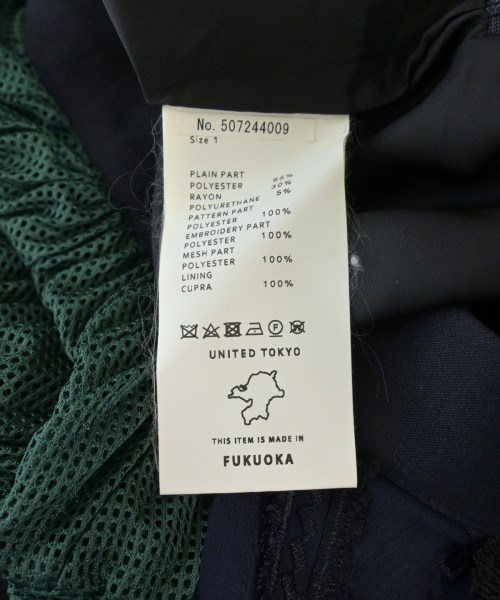 No. 507244009
Size 1
PLAIN PART
POLYESTER 65%
RAYON 30%
POLYURETHANE 5%
PATTERN PART
POLYESTER 100%
EMBROIDERY PART
POLYESTER 100%
MESH PART
POLYESTER 100%
LINING
CUPRA 100%
UNITED TOKYO
THIS ITEM IS MADE IN
FUKUOKA